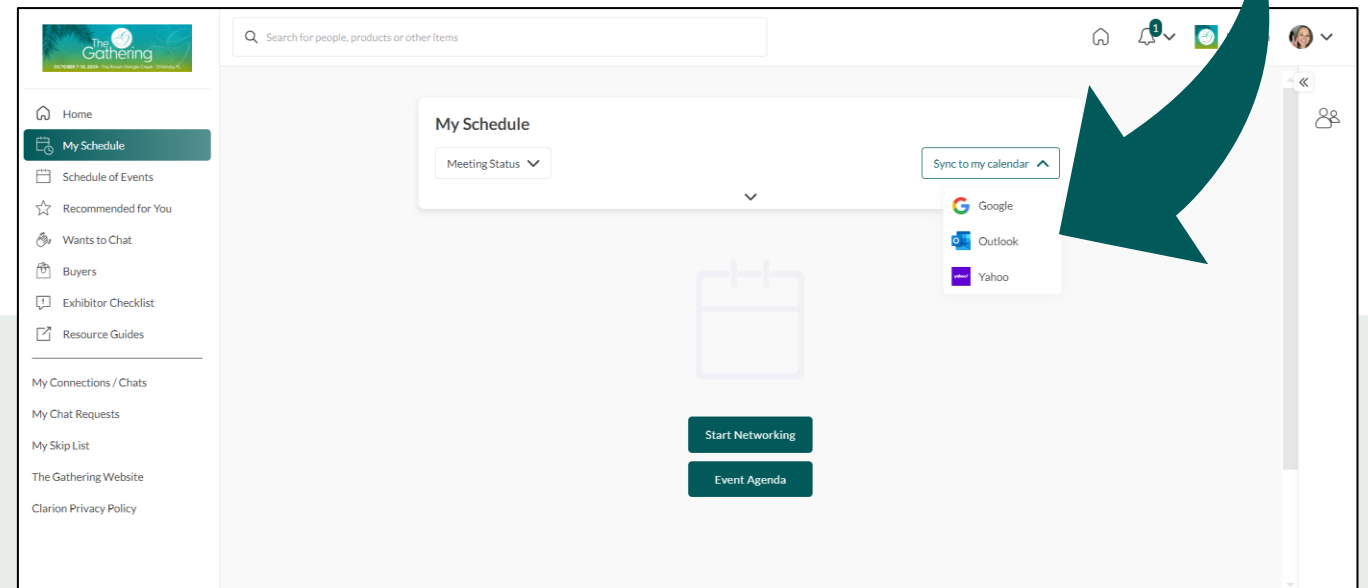 The
Gathering
Search for people, products or other items
1
Home
My Schedule
Schedule of Events
Recommended for You
Wants to Chat
Buyers
Exhibitor Checklist
Resource Guides
My Connections / Chats
My Chat Requests
My Skip List
The Gathering Website
Clarion Privacy Policy
My Schedule
Meeting Status
Sync to my calendar
Google
Outlook
Yahoo
Start Networking
Event Agenda